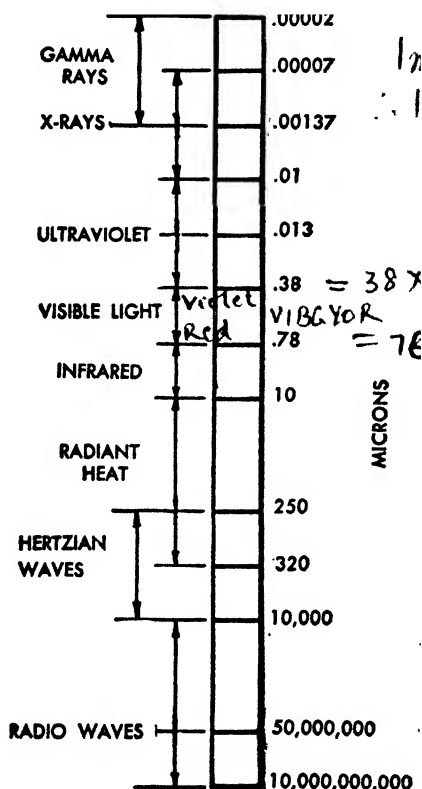 .00002
GAMMA
RAYS
.00007
X-RAYS
.00137
.01
ULTRAVIOLET
.013
.38 = 38
VISIBLE LIGHT
Violet
Red
VIBGYOR
.78
INFRARED
10
MICRONS
RADIANT
HEAT
250
HERTZIAN
WAVES
320
10,000
RADIO WAVES
50,000,000
10,000,000,000